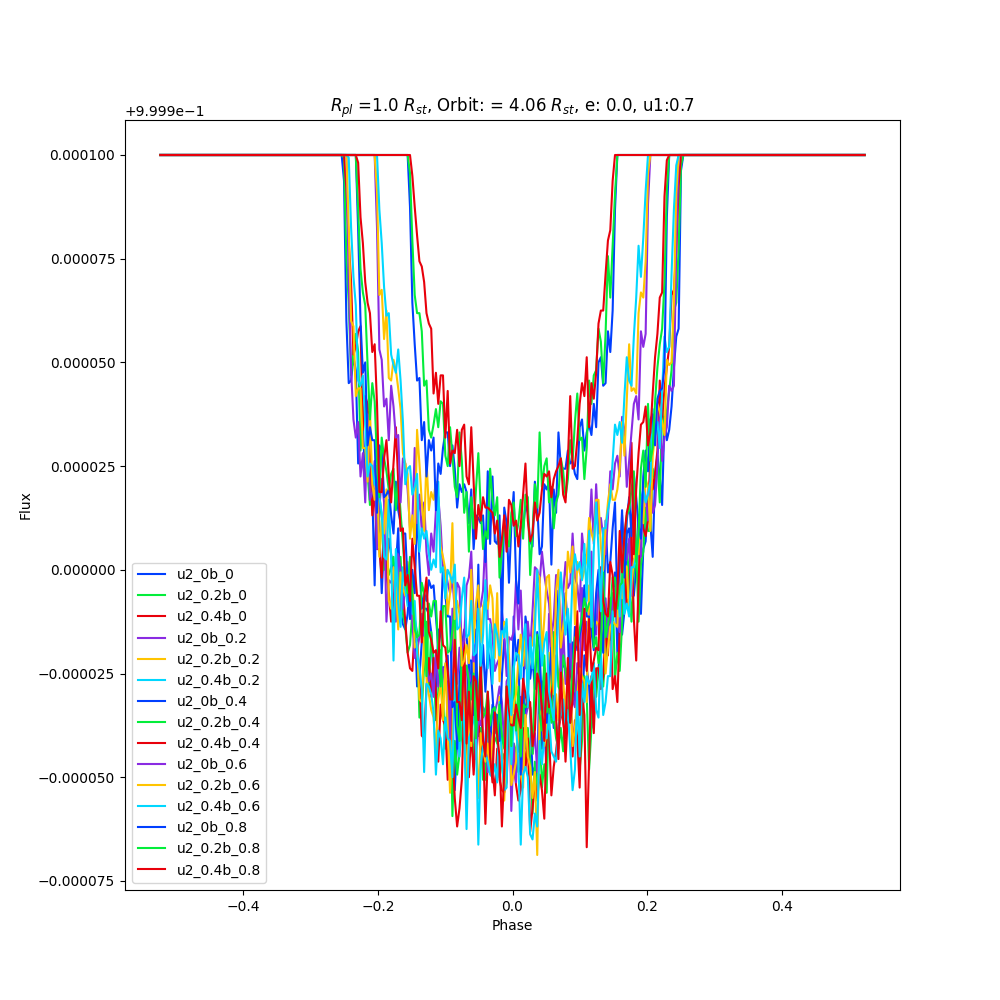 R_pl =1.0 R_st, Orbit: = 4.06 R_st, e: 0.0, u1:0.7
+9.999e−1
0.000100
0.000075
0.000050
0.000025
0.000000
−0.000025
−0.000050
−0.000075
Flux
u2_0b_0
u2_0.2b_0
u2_0.4b_0
u2_0b_0.2
u2_0.2b_0.2
u2_0.4b_0.2
u2_0b_0.4
u2_0.2b_0.4
u2_0.4b_0.4
u2_0b_0.6
u2_0.2b_0.6
u2_0.4b_0.6
u2_0b_0.8
u2_0.2b_0.8
u2_0.4b_0.8
−0.4 −0.2 0.0 0.2 0.4
Phase